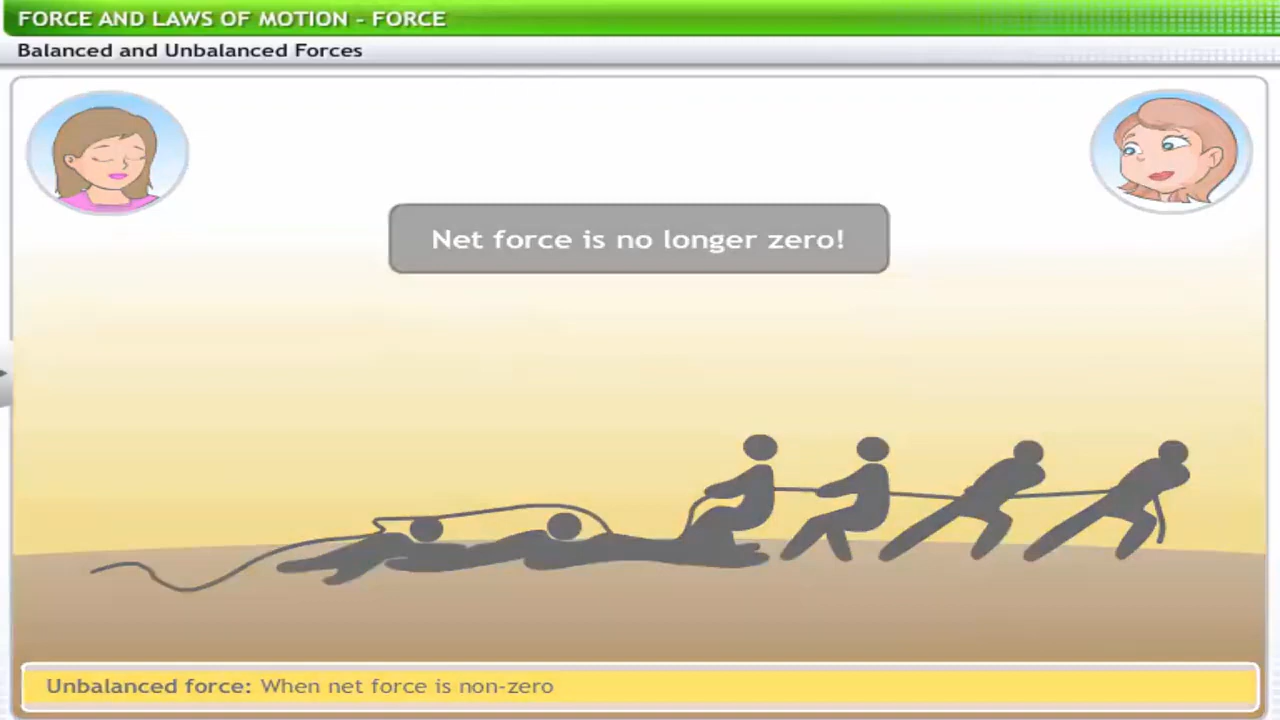 FORCE AND LAWS OF MOTION - FORCE
Balanced and Unbalanced Forces
Net force is no longer zero!
Unbalanced force: When net force is non-zero